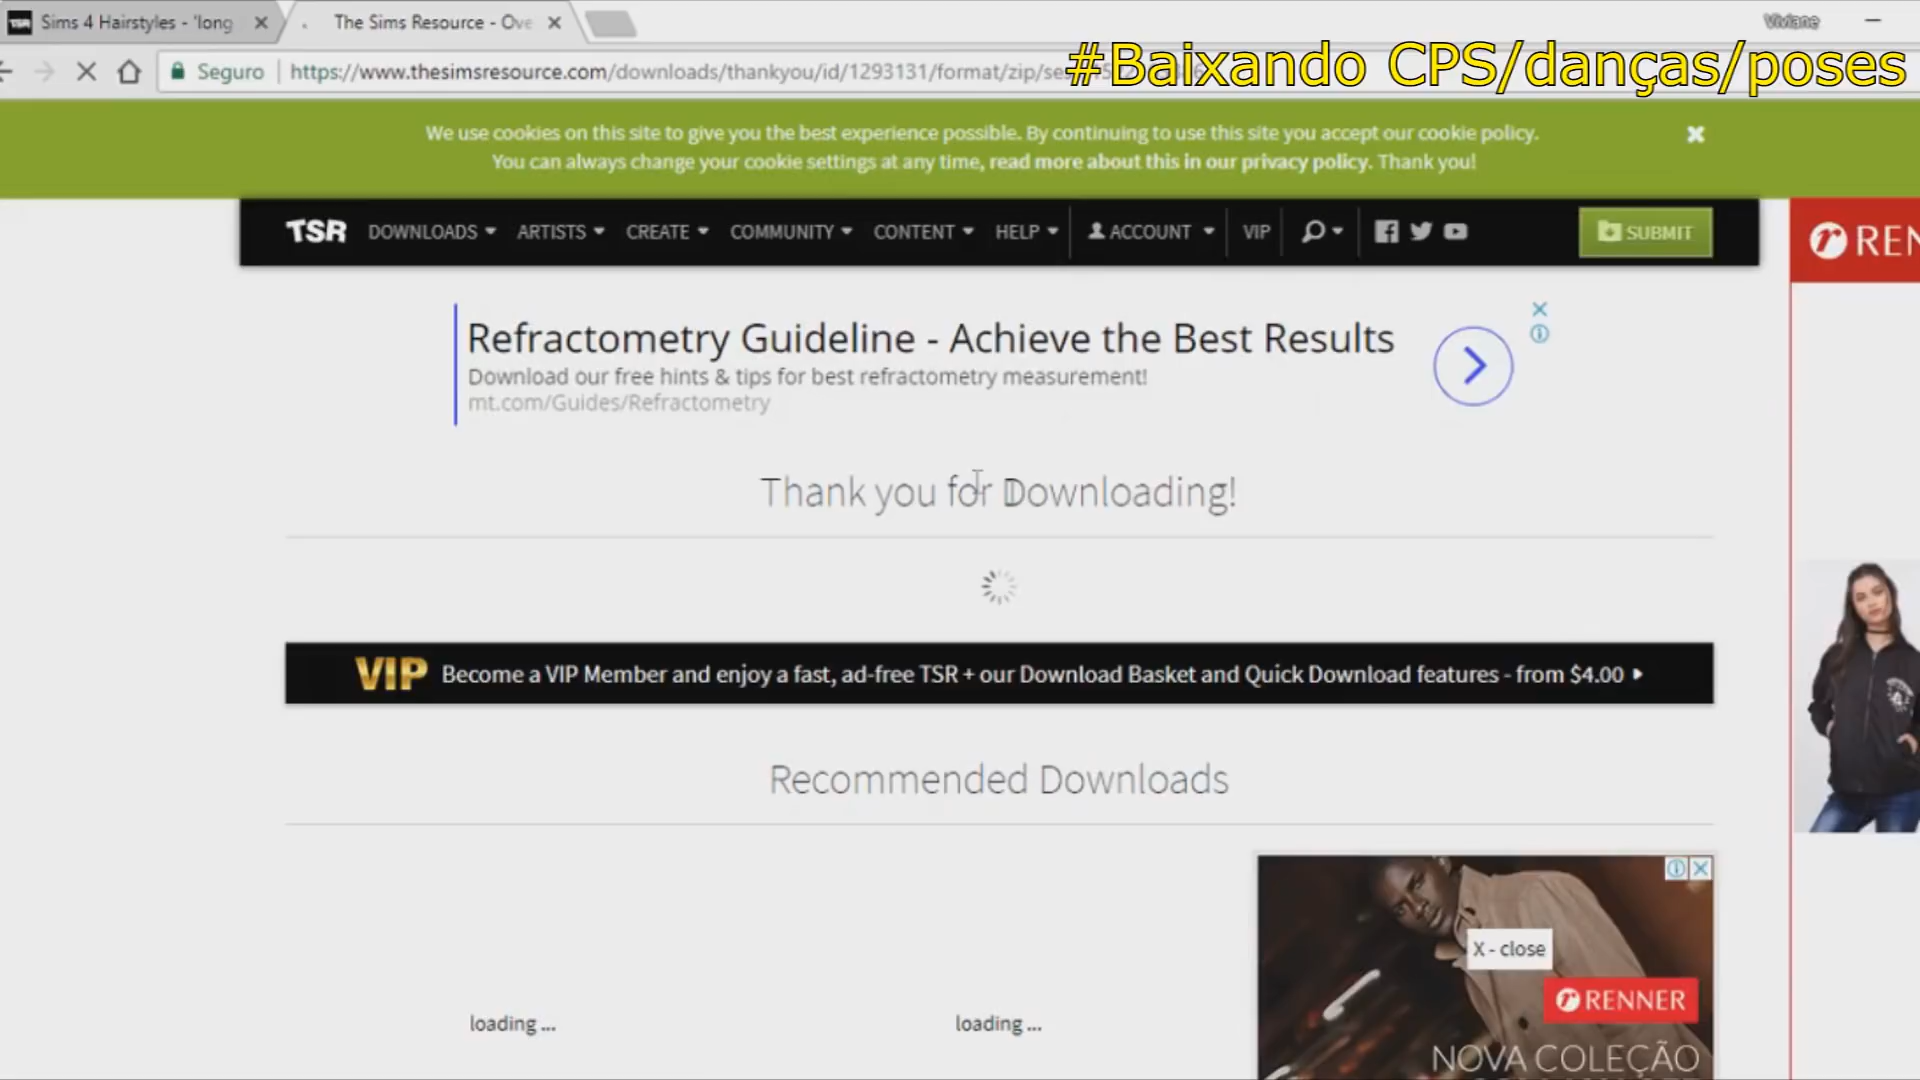 TSR Sims 4 Hairstyles - 'long
The Sims Resource - Ove
Viviane
#Baixando CPS/danças/poses
Seguro https://www.thesimsresource.com/downloads/thankyou/id/1293131/format/zip/ses
We use cookies on this site to give you the best experience possible. By continuing to use this site you accept our cookie policy.
You can always change your cookie settings at any time, read more about this in our privacy policy. Thank you!
TSR DOWNLOADS ARTISTS CREATE COMMUNITY CONTENT HELP ACCOUNT VIP SUBMIT
r REN
Refractometry Guideline - Achieve the Best Results
Download our free hints & tips for best refractometry measurement!
mt.com/Guides/Refractometry
Thank you for Downloading!
VIP Become a VIP Member and enjoy a fast, ad-free TSR + our Download Basket and Quick Download features - from $4.00
Recommended Downloads
X - close
r RENNER
loading ...
loading ...
NOVA COLEÇÃO